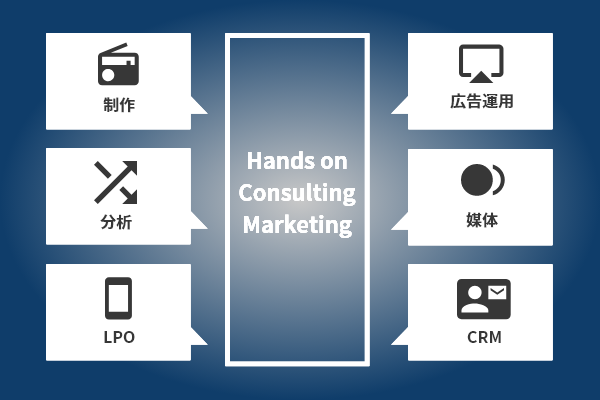 制作
分析
LPO
Hands on
Consulting
Marketing
広告運用
媒体
CRM